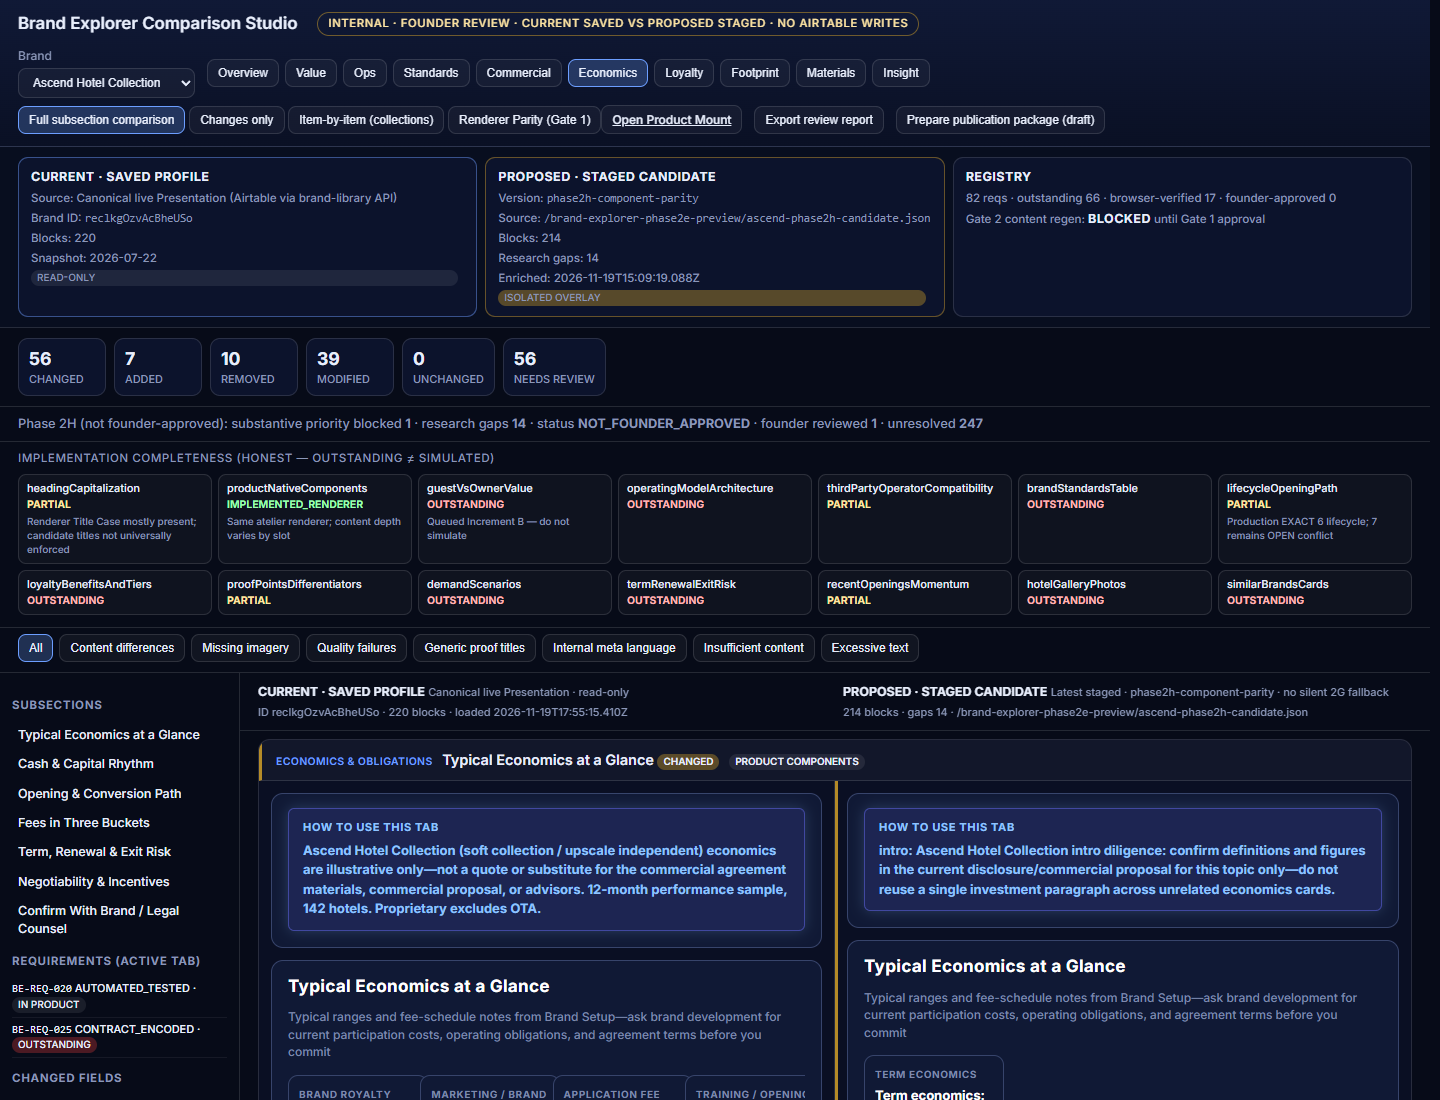 Brand Explorer Comparison Studio
INTERNAL · FOUNDER REVIEW · CURRENT SAVED VS PROPOSED STAGED · NO AIRTABLE WRITES
Brand
Ascend Hotel Collection
Overview
Value
Ops
Standards
Commercial
Economics
Loyalty
Footprint
Materials
Insight
Full subsection comparison
Changes only
Item-by-item (collections)
Renderer Parity (Gate 1)
Open Product Mount
Export review report
Prepare publication package (draft)
CURRENT · SAVED PROFILE
Source: Canonical live Presentation (Airtable via brand-library API)
Brand ID: reclkgOzvAcBheUSo
Blocks: 220
Snapshot: 2026-07-22
READ-ONLY
PROPOSED · STAGED CANDIDATE
Version: phase2h-component-parity
Source: /brand-explorer-phase2e-preview/ascend-phase2h-candidate.json
Blocks: 214
Research gaps: 14
Enriched: 2026-11-19T15:09:19.088Z
ISOLATED OVERLAY
REGISTRY
82 reqs · outstanding 66 · browser-verified 17 · founder-approved 0
Gate 2 content regen: BLOCKED until Gate 1 approval
56
CHANGED
7
ADDED
10
REMOVED
39
MODIFIED
0
UNCHANGED
56
NEEDS REVIEW
Phase 2H (not founder-approved): substantive priority blocked 1 · research gaps 14 · status NOT_FOUNDER_APPROVED · founder reviewed 1 · unresolved 247
IMPLEMENTATION COMPLETENESS (HONEST — OUTSTANDING ≠ SIMULATED)
headingCapitalization
PARTIAL
Renderer Title Case mostly present;
candidate titles not universally
enforced
productNativeComponents
IMPLEMENTED_RENDERER
Same atelier renderer; content depth
varies by slot
guestVsOwnerValue
OUTSTANDING
Queued Increment B — do not
simulate
operatingModelArchitecture
OUTSTANDING
thirdPartyOperatorCompatibility
PARTIAL
brandStandardsTable
OUTSTANDING
lifecycleOpeningPath
PARTIAL
Production EXACT 6 lifecycle; 7
remains OPEN conflict
loyaltyBenefitsAndTiers
OUTSTANDING
proofPointsDifferentiators
PARTIAL
demandScenarios
OUTSTANDING
termRenewalExitRisk
OUTSTANDING
recentOpeningsMomentum
PARTIAL
hotelGalleryPhotos
OUTSTANDING
similarBrandsCards
OUTSTANDING
All
Content differences
Missing imagery
Quality failures
Generic proof titles
Internal meta language
Insufficient content
Excessive text
SUBSECTIONS
Typical Economics at a Glance
Cash & Capital Rhythm
Opening & Conversion Path
Fees in Three Buckets
Term, Renewal & Exit Risk
Negotiability & Incentives
Confirm With Brand / Legal
Counsel
REQUIREMENTS (ACTIVE TAB)
BE-REQ-020 AUTOMATED_TESTED ·
IN PRODUCT
BE-REQ-025 CONTRACT_ENCODED ·
OUTSTANDING
CHANGED FIELDS
CURRENT · SAVED PROFILE Canonical live Presentation · read-only
ID reclkgOzvAcBheUSo · 220 blocks · loaded 2026-11-19T17:55:15.410Z
PROPOSED · STAGED CANDIDATE Latest staged · phase2h-component-parity · no silent 2G fallback
214 blocks · gaps 14 · /brand-explorer-phase2e-preview/ascend-phase2h-candidate.json
ECONOMICS & OBLIGATIONS Typical Economics at a Glance CHANGED PRODUCT COMPONENTS
HOW TO USE THIS TAB
Ascend Hotel Collection (soft collection / upscale independent) economics
are illustrative only—not a quote or substitute for the commercial agreement
materials, commercial proposal, or advisors. 12-month performance sample,
142 hotels. Proprietary excludes OTA.
Typical Economics at a Glance
Typical ranges and fee-schedule notes from Brand Setup—ask brand development for
current participation costs, operating obligations, and agreement terms before you
commit
BRAND ROYALTY
MARKETING / BRAND
APPLICATION FEE
TRAINING / OPENING
HOW TO USE THIS TAB
intro: Ascend Hotel Collection intro diligence: confirm definitions and figures
in the current disclosure/commercial proposal for this topic only—do not
reuse a single investment paragraph across unrelated economics cards.
Typical Economics at a Glance
Typical ranges and fee-schedule notes from Brand Setup—ask brand development for
current participation costs, operating obligations, and agreement terms before you
commit
TERM ECONOMICS
Term economics: